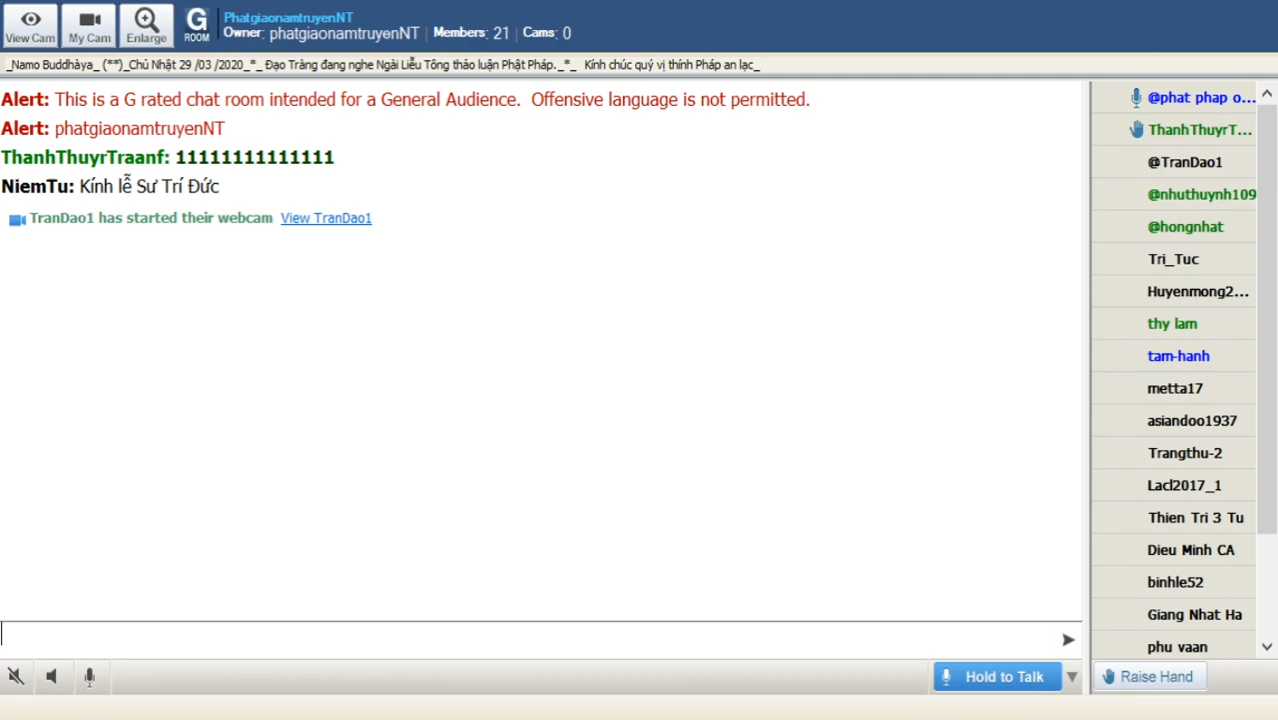 View Cam
My Cam
Enlarge
G
ROOM
PhatgiaonamtruyenNT
Owner: phatgiaonamtruyenNT | Members: 21 | Cams: 0
_Namo Buddhàya_ (**)_Chủ Nhật 29 /03 /2020_*_ Đạo Tràng đang nghe Ngài Liễu Tông thảo luận Phật Pháp._*_ Kính chúc quý vị thính Pháp an lạc_
Alert: This is a G rated chat room intended for a General Audience. Offensive language is not permitted.
Alert: phatgiaonamtruyenNT
ThanhThuyrTraanf: 11111111111111
NiemTu: Kính lễ Sư Trí Đức
TranDao1 has started their webcam View TranDao1
@phat phap o...
ThanhThuyrT...
@TranDao1
@nhuthuynh109
@hongnhat
Tri_Tuc
Huyenmong2...
thy lam
tam-hanh
metta17
asiandoo1937
Trangthu-2
Lacl2017_1
Thien Tri 3 Tu
Dieu Minh CA
binhle52
Giang Nhat Ha
phu vaan
Hold to Talk
Raise Hand